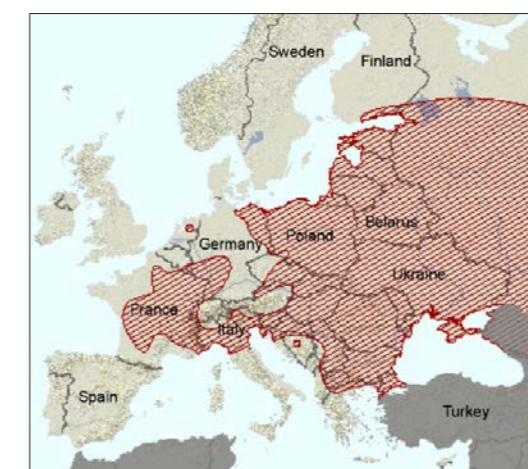 Sweden
Finland
Germany
Poland
Belarus
Ukraine
France
Italy
Spain
Turkey